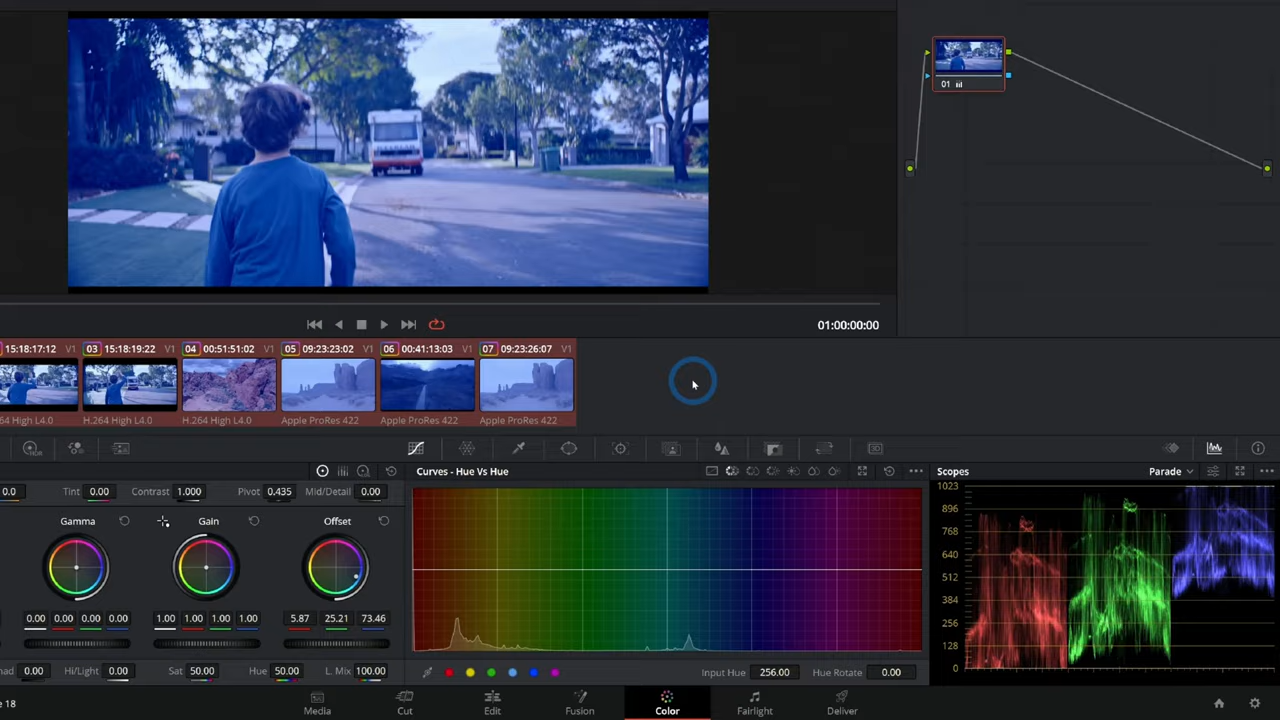 01
01:00:00:00
15:18:17:12 V1
03 15:18:19:22 V1
04 00:51:51:02 V1
05 09:23:23:02 V1
06 00:41:13:03 V1
07 09:23:26:07 V1
64 High L4.0
H.264 High L4.0
H.264 High L4.0
Apple ProRes 422
Apple ProRes 422
Apple ProRes 422
HDR
3D
Curves - Hue Vs Hue
Scopes
Parade
0.0 Tint 0.00 Contrast 1.000 Pivot 0.435 Mid/Detail 0.00
Gamma
Gain
Offset
0.00 0.00 0.00 0.00
1.00 1.00 1.00 1.00
5.87 25.21 73.46
had 0.00 Hi/Light 0.00 Sat 50.00 Hue 50.00 L. Mix 100.00
Input Hue 256.00 Hue Rotate 0.00
1023
896
768
640
512
384
256
128
0
e 18
Media
Cut
Edit
Fusion
Color
Fairlight
Deliver